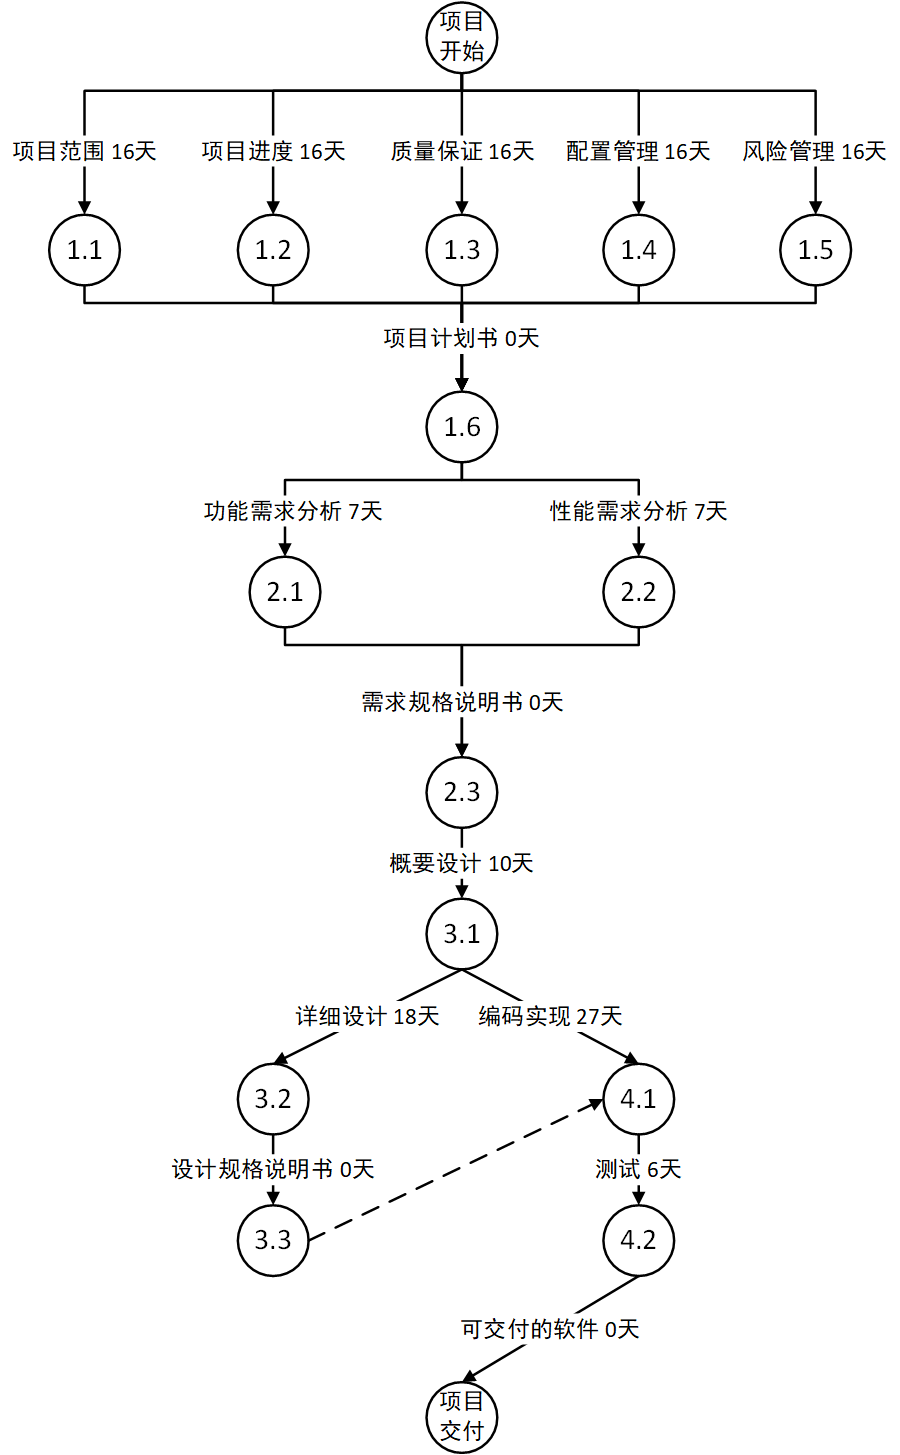 项目
开始
项目范围 16天
项目进度 16天
质量保证 16天
配置管理 16天
风险管理 16天
1.1
1.2
1.3
1.4
1.5
项目计划书 0天
1.6
功能需求分析 7天
性能需求分析 7天
2.1
2.2
需求规格说明书 0天
2.3
概要设计 10天
3.1
详细设计 18天
编码实现 27天
3.2
4.1
设计规格说明书 0天
测试 6天
3.3
4.2
可交付的软件 0天
项目
交付